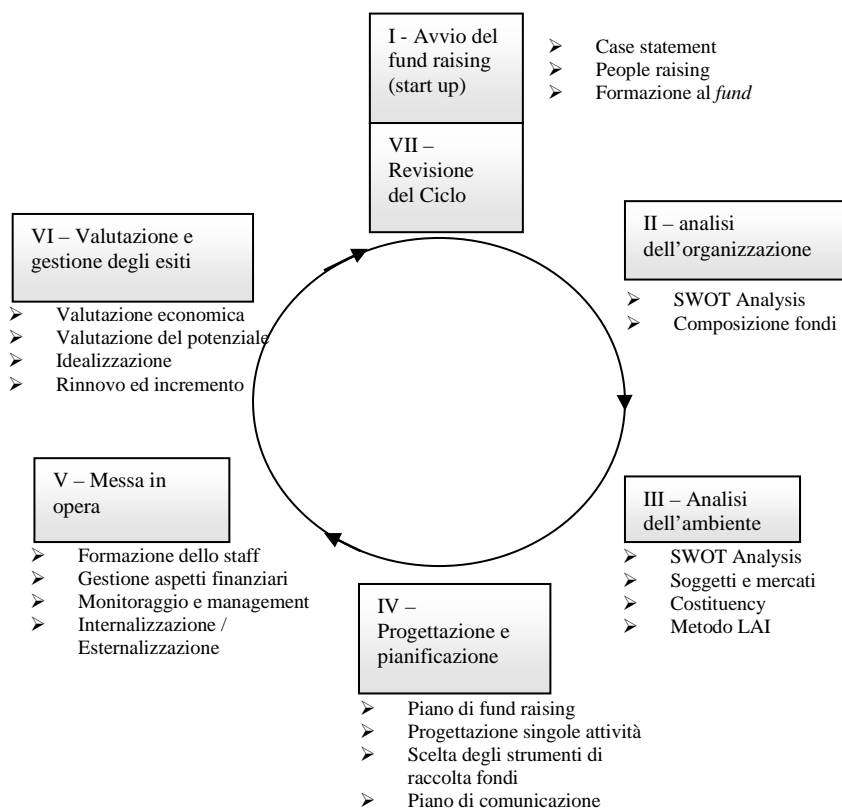 I - Avvio del
fund raising
(start up)
➢ Case statement
➢ People raising
➢ Formazione al fund
VII –
Revisione
del Ciclo
II – analisi
dell’organizzazione
➢ SWOT Analysis
➢ Composizione fondi
III – Analisi
dell’ambiente
➢ SWOT Analysis
➢ Soggetti e mercati
➢ Costituency
➢ Metodo LAI
IV –
Progettazione e
pianificazione
➢ Piano di fund raising
➢ Progettazione singole attività
➢ Scelta degli strumenti di
raccolta fondi
➢ Piano di comunicazione
V – Messa in
opera
➢ Formazione dello staff
➢ Gestione aspetti finanziari
➢ Monitoraggio e management
➢ Internalizzazione /
Esternalizzazione
VI – Valutazione e
gestione degli esiti
➢ Valutazione economica
➢ Valutazione del potenziale
➢ Idealizzazione
➢ Rinnovo ed incremento